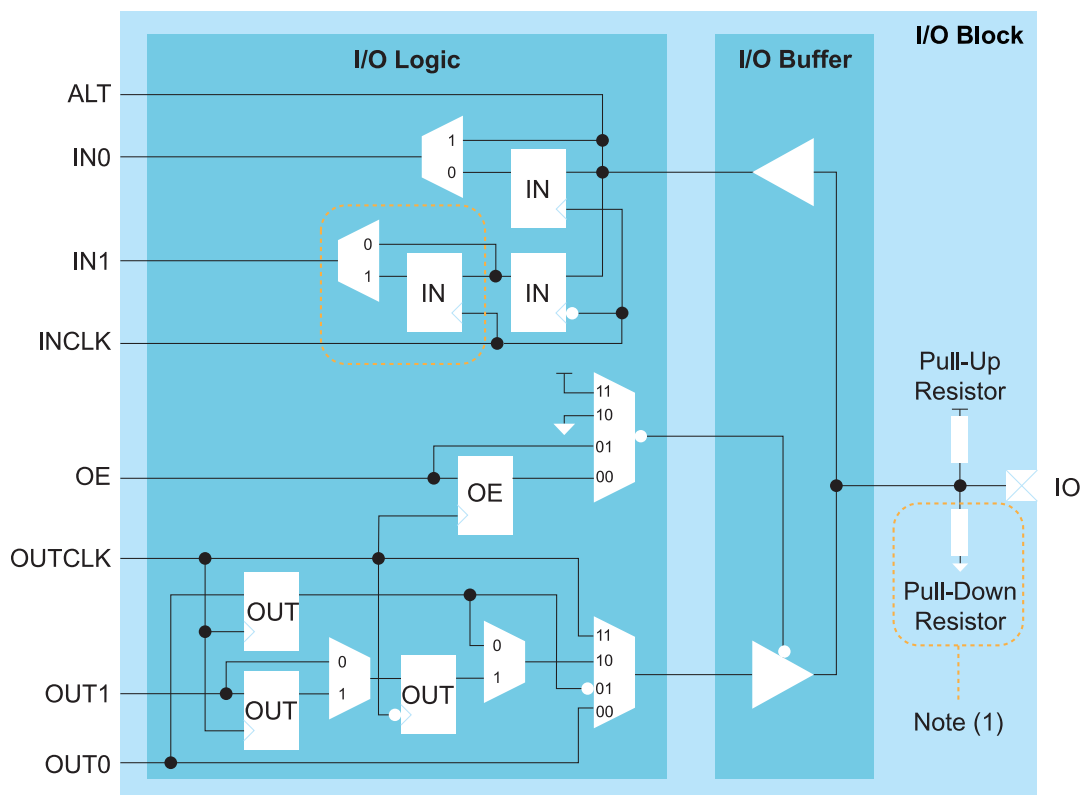 I/O Block
I/O Logic
I/O Buffer
ALT
1
IN0
0
IN
0
IN1
1
IN
IN
INCLK
11
10
01
OE
00
OE
Pull-Up
Resistor
IO
OUTCLK
OUT
Pull-Down
Resistor
11
0
10
0
1
01
OUT1
1
OUT
OUT
00
Note (1)
OUT0